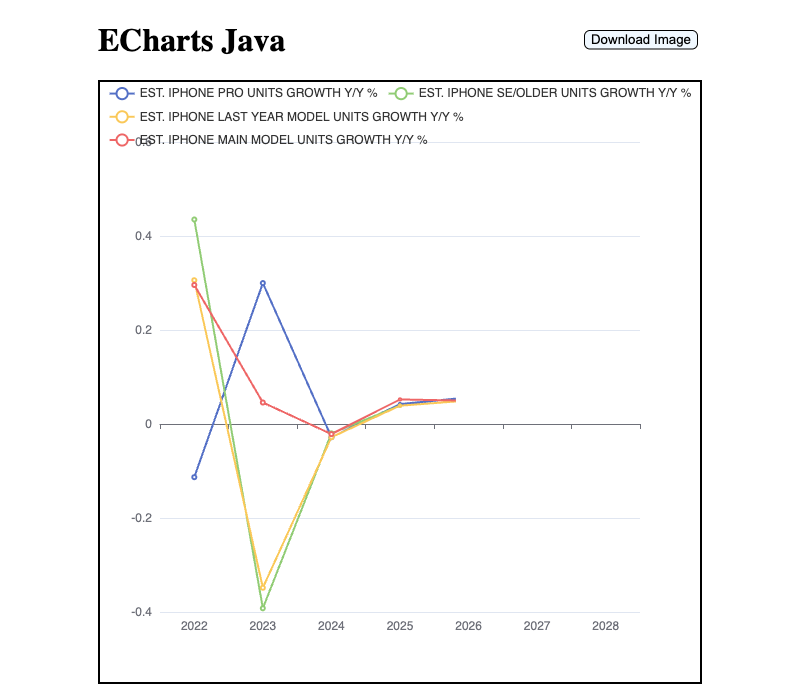 ECharts Java
Download Image
EST. IPHONE PRO UNITS GROWTH Y/Y %
EST. IPHONE SE/OLDER UNITS GROWTH Y/Y %
EST. IPHONE LAST YEAR MODEL UNITS GROWTH Y/Y %
EST. IPHONE MAIN MODEL UNITS GROWTH Y/Y %
0.6
0.4
0.2
0
-0.2
-0.4
2022 2023 2024 2025 2026 2027 2028